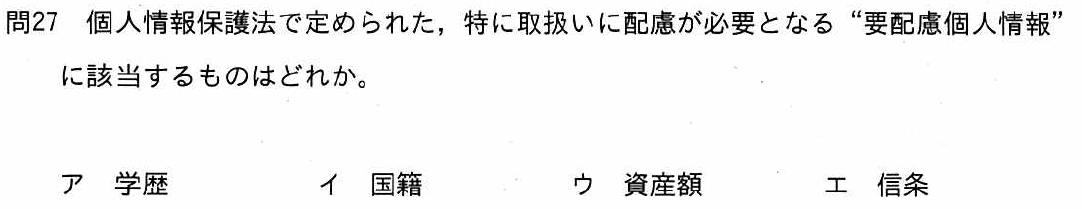 問27 個人情報保護法で定められた，特に取扱いに配慮が必要となる“要配慮個人情報”
に該当するものはどれか。
ア 学歴 イ 国籍 ウ 資産額 エ 信条